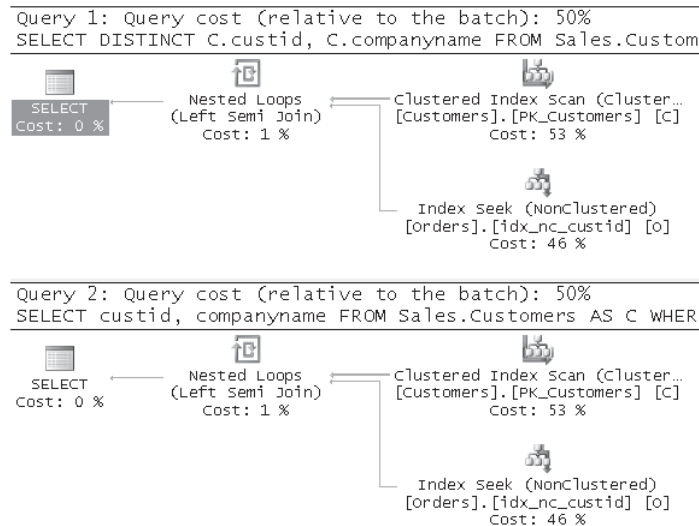 Query 1: Query cost (relative to the batch): 50%
SELECT DISTINCT C.custid, C.companyname FROM Sales.Custom
SELECT
Cost: 0 %
Nested Loops
(Left Semi Join)
Cost: 1 %
Clustered Index Scan (Cluster…
[Customers].[PK_Customers] [C]
Cost: 53 %
Index Seek (NonClustered)
[Orders].[idx_nc_custid] [O]
Cost: 46 %
Query 2: Query cost (relative to the batch): 50%
SELECT custid, companyname FROM Sales.Customers AS C WHER
SELECT
Cost: 0 %
Nested Loops
(Left Semi Join)
Cost: 1 %
Clustered Index Scan (Cluster…
[Customers].[PK_Customers] [C]
Cost: 53 %
Index Seek (NonClustered)
[Orders].[idx_nc_custid] [O]
Cost: 46 %